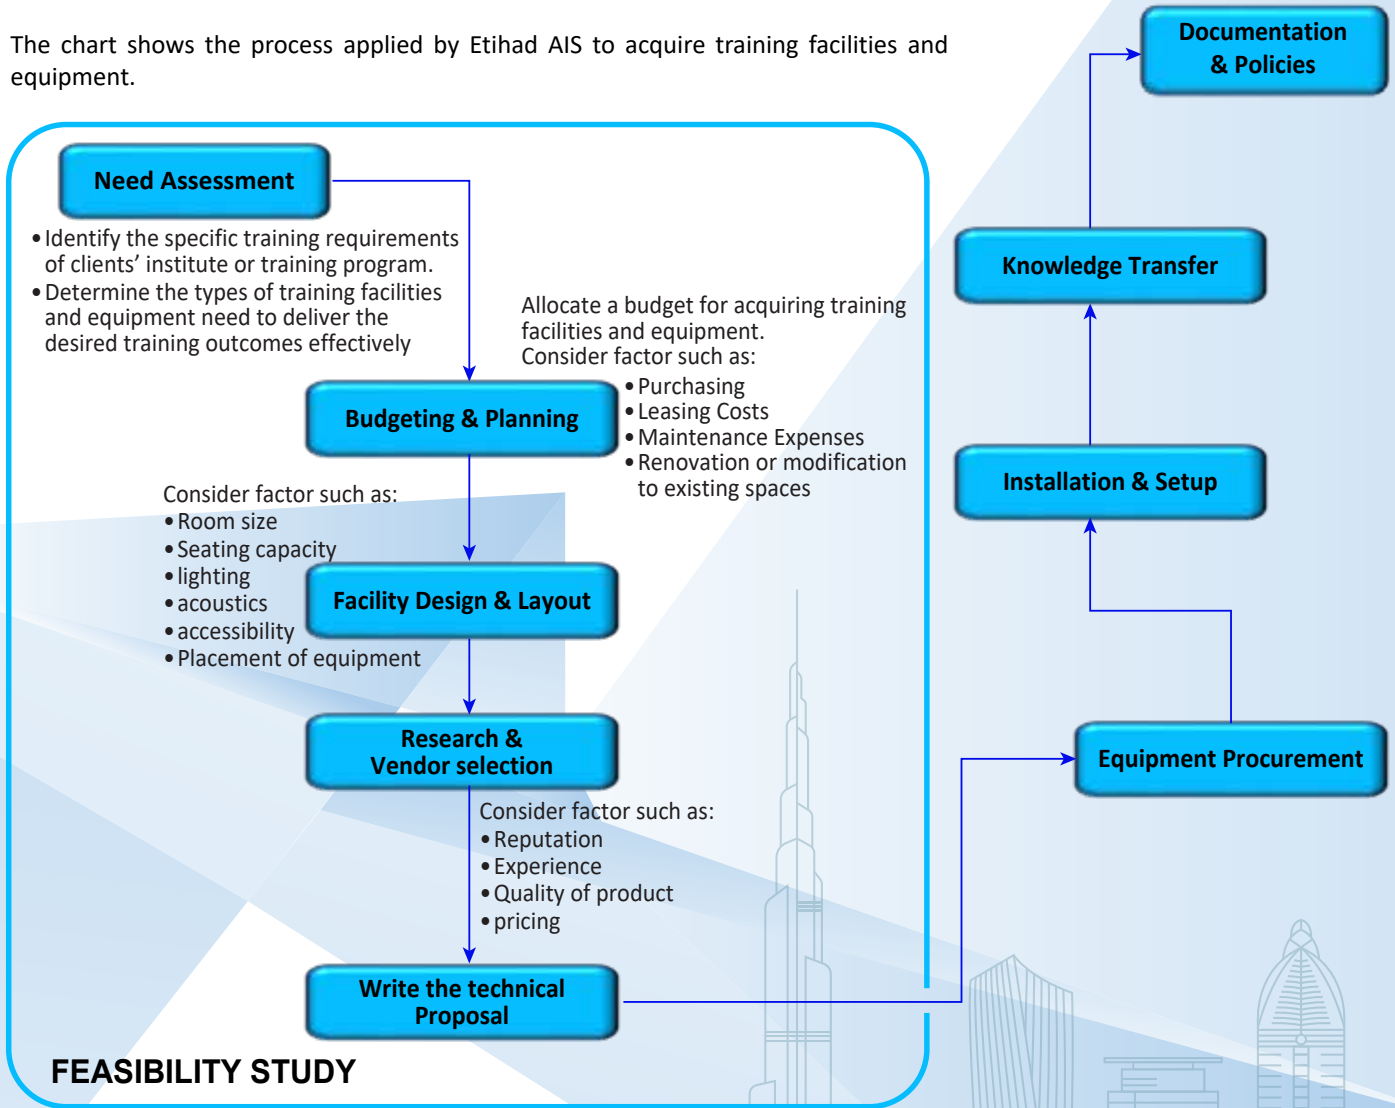 The chart shows the process applied by Etihad AIS to acquire training facilities and
equipment.
Need Assessment
• Identify the specific training requirements
of clients’ institute or training program.
• Determine the types of training facilities
and equipment need to deliver the
desired training outcomes effectively
Allocate a budget for acquiring training
facilities and equipment.
Consider factor such as:
• Purchasing
• Leasing Costs
• Maintenance Expenses
• Renovation or modification
to existing spaces
Budgeting & Planning
Consider factor such as:
• Room size
• Seating capacity
• lighting
• acoustics
• accessibility
• Placement of equipment
Facility Design & Layout
Research &
Vendor selection
Consider factor such as:
• Reputation
• Experience
• Quality of product
• pricing
Write the technical
Proposal
FEASIBILITY STUDY
Equipment Procurement
Installation & Setup
Knowledge Transfer
Documentation
& Policies